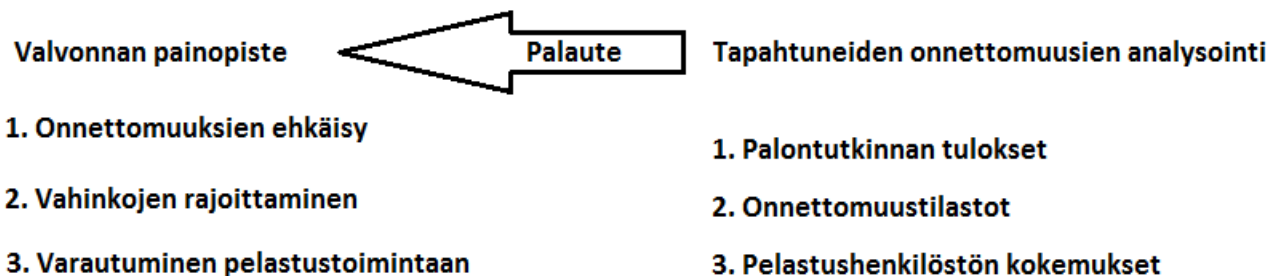 Valvonnan painopiste
Palaute
Tapahtuneiden onnettomuusien analysointi
1. Onnettomuuksien ehkäisy
2. Vahinkojen rajoittaminen
3. Varautuminen pelastustoimintaan
1. Palontutkinnan tulokset
2. Onnettomuustilastot
3. Pelastushenkilöstön kokemukset